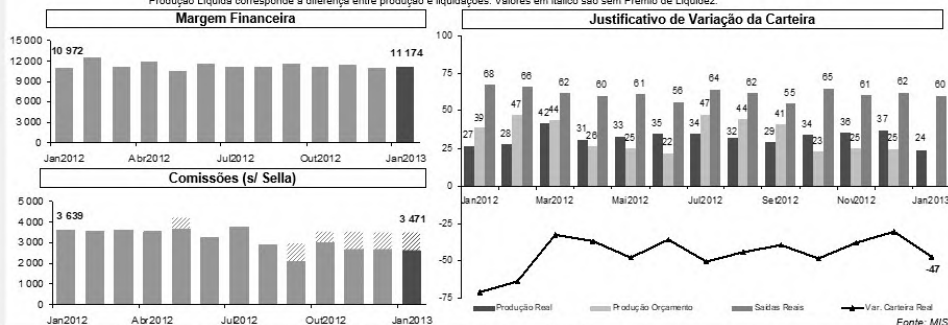 Produção Líquida corresponde à diferença entre produção e liquidações. Valores em itálico são sem Prémio de Liquidez.
Margem Financeira
15 000
12 000
9 000
6 000
3 000
0
10 972
11 174
Jan2012 Abr2012 Jul2012 Out2012 Jan2013
Comissões (s/ Sella)
5 000
4 000
3 000
2 000
1 000
0
3 639
3 471
Jan2012 Abr2012 Jul2012 Out2012 Jan2013
Justificativo de Variação da Carteira
100
75
50
25
0
-25
-75
27 39 68
28 47 66
42 44 62
31 26 60
33 25 61
35 22 56
34 47 64
32 44 62
29 41 55
34 23 65
36 25 61
37 25 62
24 60
Jan2012 Mar2012 Mai2012 Jul2012 Set2012 Nov2012 Jan2013
-47
Produção Real Produção Orçamento Saídas Reais Var. Carteira Real
Fonte: MIS